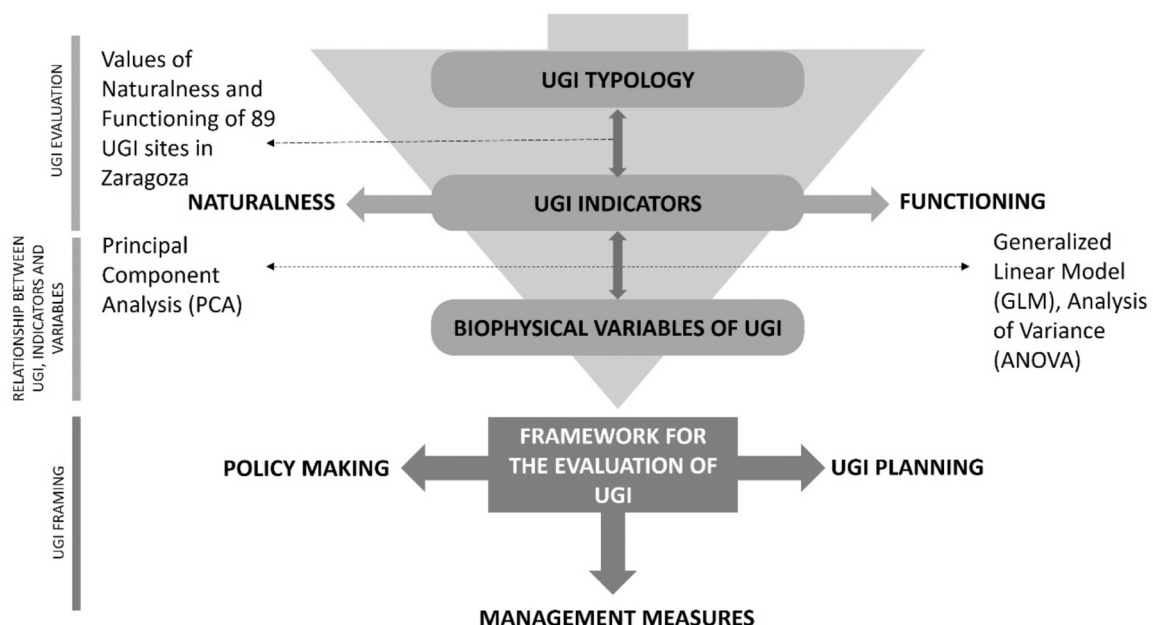 UGI EVALUATION
Values of
Naturalness and
Functioning of 89
UGI sites in
Zaragoza
UGI TYPOLOGY
NATURALNESS
UGI INDICATORS
FUNCTIONING
RELATIONSHIP BETWEEN
UGI, INDICATORS AND
VARIABLES
Principal
Component
Analysis (PCA)
Generalized
Linear Model
(GLM), Analysis
of Variance
(ANOVA)
BIOPHYSICAL VARIABLES OF UGI
UGI FRAMING
FRAMEWORK FOR
THE EVALUATION OF
UGI
POLICY MAKING
UGI PLANNING
MANAGEMENT MEASURES